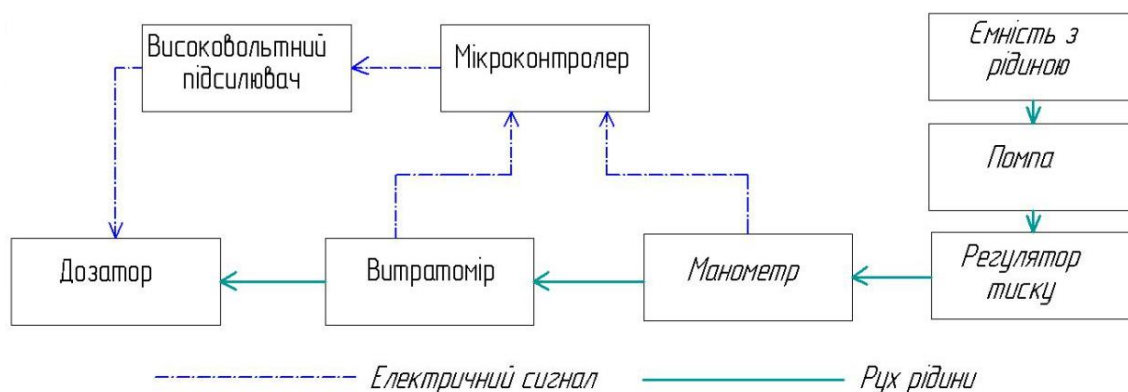 Високовольтний
підсилювач
Мікроконтролер
Ємність з
рідиною
Помпа
Дозатор
Витратомір
Манометр
Регулятор
тиску
Електричний сигнал
Рух рідини